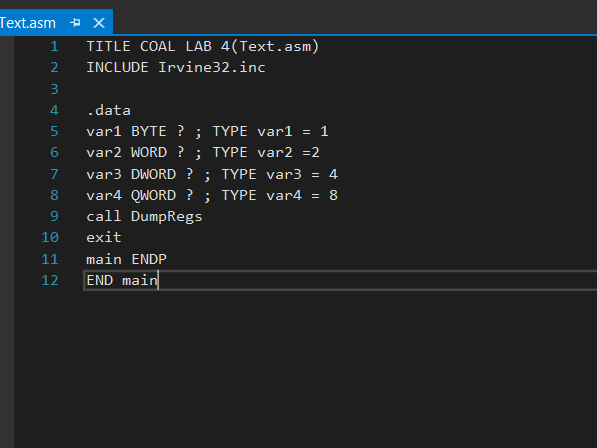 Text.asm
1 TITLE COAL LAB 4(Text.asm)
2 INCLUDE Irvine32.inc
3
4 .data
5 var1 BYTE ? ; TYPE var1 = 1
6 var2 WORD ? ; TYPE var2 =2
7 var3 DWORD ? ; TYPE var3 = 4
8 var4 QWORD ? ; TYPE var4 = 8
9 call DumpRegs
10 exit
11 main ENDP
12 END main